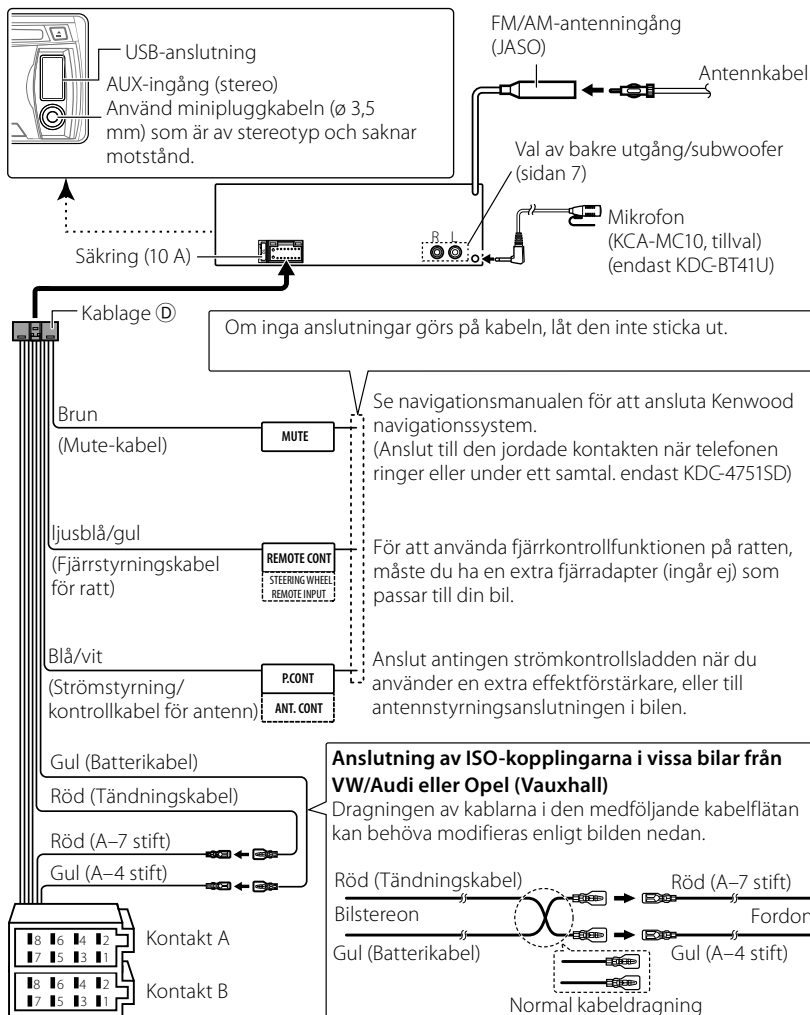 USB-anslutning
AUX-ingång (stereo)
Använd minipluggkabeln (ø 3,5
mm) som är av stereotyp och saknar
motstånd.
FM/AM-antenningång
(JASO)
Antennkabel
Val av bakre utgång/subwoofer
(sidan 7)
R L
Mikrofon
(KCA-MC10, tillval)
(endast KDC-BT41U)
Säkring (10 A)
Kablage Ⓓ
Om inga anslutningar görs på kabeln, låt den inte sticka ut.
Brun
(Mute-kabel)
MUTE
Se navigationsmanualen för att ansluta Kenwood
navigationssystem.
(Anslut till den jordade kontakten när telefonen
ringer eller under ett samtal. endast KDC-4751SD)
ljusblå/gul
(Fjärrstyrningskabel
för ratt)
REMOTE CONT
STEERING WHEEL
REMOTE INPUT
För att använda fjärrkontrollfunktionen på ratten,
måste du ha en extra fjärradapter (ingår ej) som
passar till din bil.
Blå/vit
(Strömstyrning/
kontrollkabel för antenn)
P.CONT
ANT. CONT
Anslut antingen strömkontrollsladden när du
använder en extra effektförstärkare, eller till
antennstyrningsanslutningen i bilen.
Gul (Batterikabel)
Röd (Tändningskabel)
Röd (A–7 stift)
Gul (A–4 stift)
8 6 4 2
7 5 3 1
Kontakt A
8 6 4 2
7 5 3 1
Kontakt B
Anslutning av ISO-kopplingarna i vissa bilar från
VW/Audi eller Opel (Vauxhall)
Dragningen av kablarna i den medföljande kabelflätan
kan behöva modifieras enligt bilden nedan.
Röd (Tändningskabel)
Röd (A–7 stift)
Bilstereon
Fordon
Gul (Batterikabel)
Gul (A–4 stift)
Normal kabeldragning